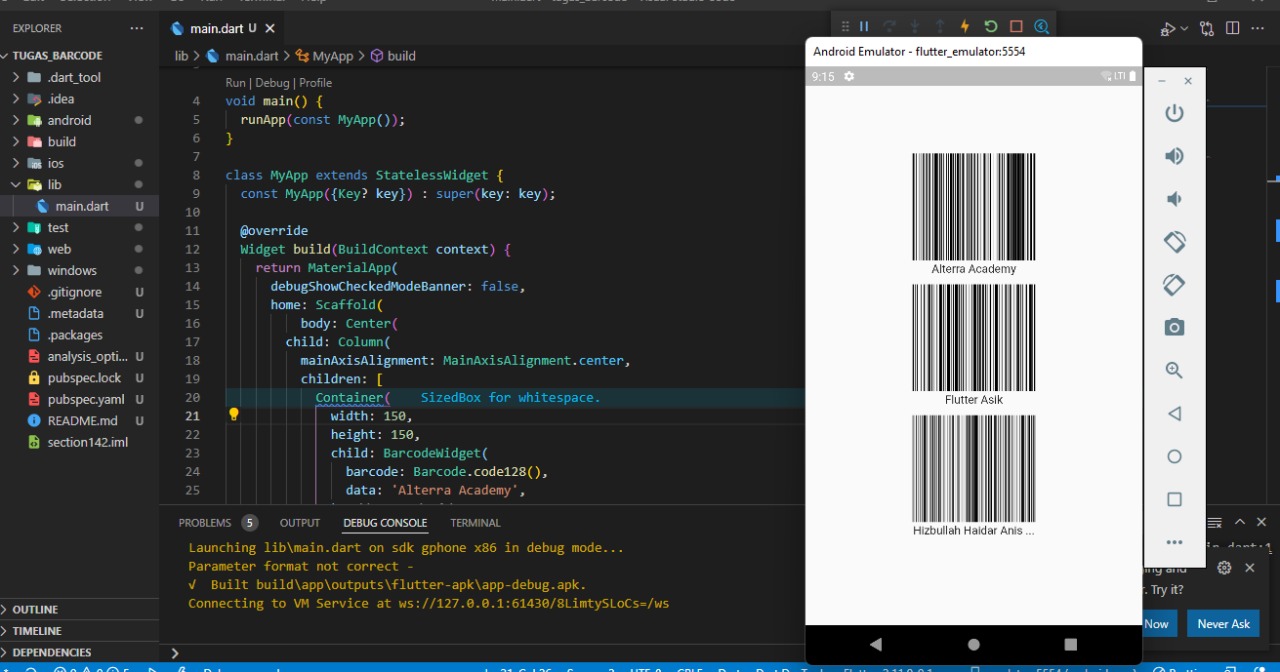 EXPLORER
TUGAS_BARCODE
.dart_tool
.idea
android
build
ios
lib
main.dart U
test
web
windows
.gitignore U
.metadata U
.packages
analysis_opti... U
pubspec.lock U
pubspec.yaml U
README.md U
section142.iml
OUTLINE
TIMELINE
DEPENDENCIES
main.dart U
lib > main.dart > MyApp > build
Run | Debug | Profile
4 void main() {
5 runApp(const MyApp());
6 }
7
8 class MyApp extends StatelessWidget {
9 const MyApp({Key? key}) : super(key: key);
10
11 @override
12 Widget build(BuildContext context) {
13 return MaterialApp(
14 debugShowCheckedModeBanner: false,
15 home: Scaffold(
16 body: Center(
17 child: Column(
18 mainAxisAlignment: MainAxisAlignment.center,
19 children: [
20 Container( SizedBox for whitespace.
21 width: 150,
22 height: 150,
23 child: BarcodeWidget(
24 barcode: Barcode.code128(),
25 data: 'Alterra Academy',
PROBLEMS 5 OUTPUT DEBUG CONSOLE TERMINAL
Launching lib\main.dart on sdk gphone x86 in debug mode...
Parameter format not correct -
√ Built build\app\outputs\flutter-apk\app-debug.apk.
Connecting to VM Service at ws://127.0.0.1:61430/8LimtySLoCs=/ws
Android Emulator - flutter_emulator:5554
9:15
LTE
Alterra Academy
Flutter Asik
Hizbullah Haidar Anis ...
and
. Try it?
Now
Never Ask